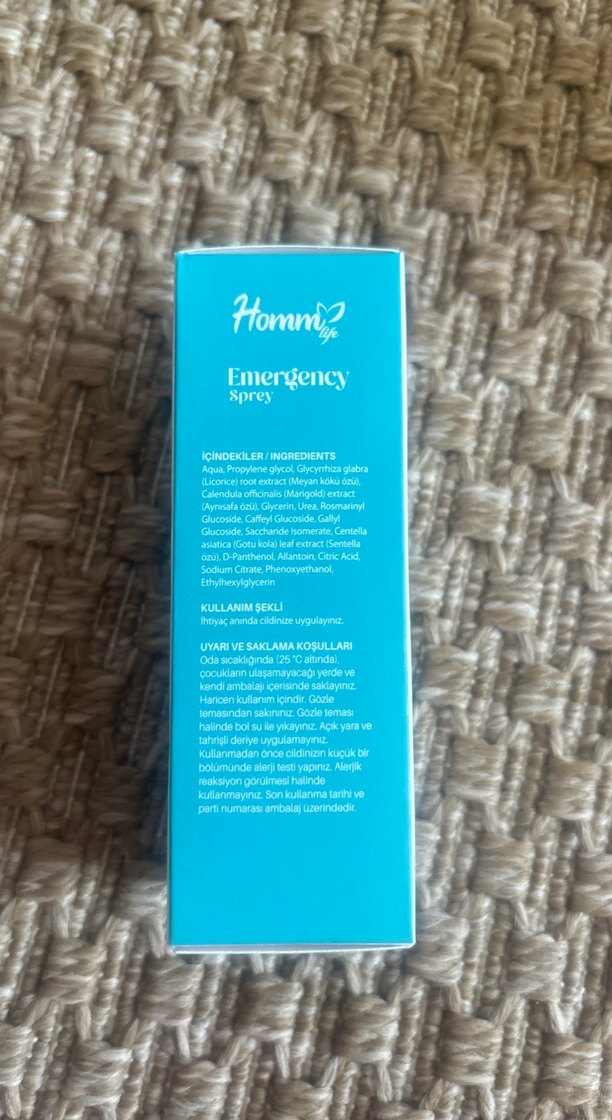 Homm
life
Emergency
Sprey
İÇİNDEKİLER / INGREDIENTS
Aqua, Propylene glycol, Glycyrrhiza glabra
(Licorice) root extract (Meyan kökü özü),
Calendula officinalis (Marigold) extract
(Aynısafa özü), Glycerin, Urea, Rosmarinyl
Glucoside, Caffeyl Glucoside, Gallyl
Glucoside, Saccharide Isomerate, Centella
asiatica (Gotu kola) leaf extract (Sentella
özü), D-Panthenol, Allantoin, Citric Acid,
Sodium Citrate, Phenoxyethanol,
Ethylhexylglycerin
KULLANIM ŞEKLİ
İhtiyaç anında cildinize uygulayınız.
UYARI VE SAKLAMA KOŞULLARI
Oda sıcaklığında (25 °C altında),
çocukların ulaşamayacağı yerde ve
kendi ambalajı içerisinde saklayınız.
Haricen kullanım içindir. Gözle
temasından sakınınız. Gözle teması
halinde bol su ile yıkayınız. Açık yara ve
tahrişli deriye uygulamayınız.
Kullanmadan önce cildinizin küçük bir
bölümünde alerji testi yapınız. Alerjik
reaksiyon görülmesi halinde
kullanmayınız. Son kullanma tarihi ve
parti numarası ambalaj üzerindedir.